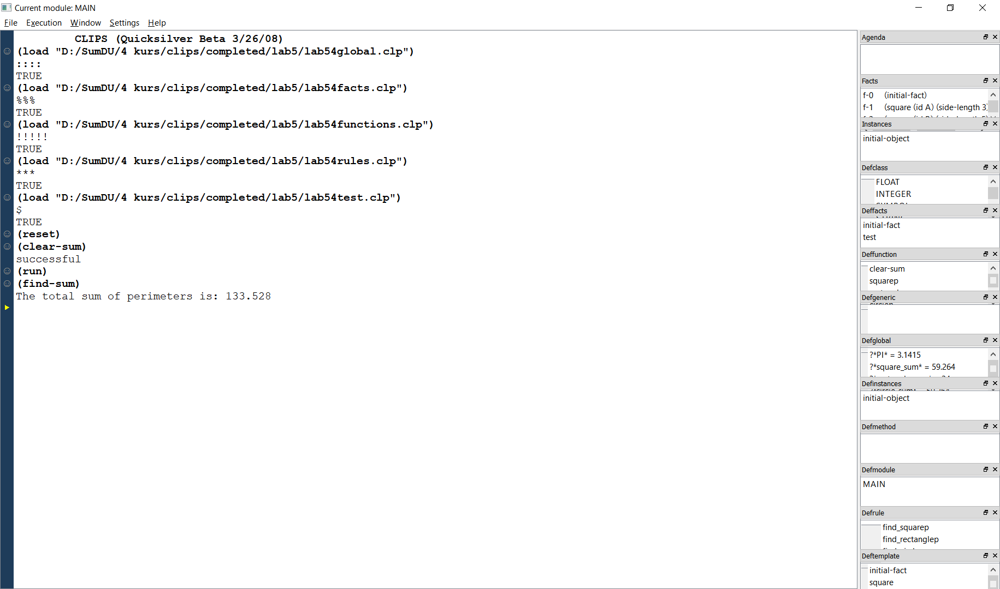 Current module: MAIN
File Execution Window Settings Help
CLIPS (Quicksilver Beta 3/26/08)
(load "D:/SumDU/4 kurs/clips/completed/lab5/lab54global.clp")
::::
TRUE
(load "D:/SumDU/4 kurs/clips/completed/lab5/lab54facts.clp")
%%%
TRUE
(load "D:/SumDU/4 kurs/clips/completed/lab5/lab54functions.clp")
!!!!!
TRUE
(load "D:/SumDU/4 kurs/clips/completed/lab5/lab54rules.clp")
***
TRUE
(load "D:/SumDU/4 kurs/clips/completed/lab5/lab54test.clp")
$
TRUE
(reset)
(clear-sum)
successful
(run)
(find-sum)
The total sum of perimeters is: 133.528
Agenda
Facts
f-0 (initial-fact)
f-1 (square (id A) (side-length 3)
Instances
initial-object
Defclass
FLOAT
INTEGER
Deffacts
initial-fact
test
Deffunction
clear-sum
squarep
Defgeneric
Defglobal
?*PI* = 3.1415
?*square_sum* = 59.264
Definstances
initial-object
Defmethod
Defmodule
MAIN
Defrule
find_squarep
find_rectanglep
Deftemplate
initial-fact
square